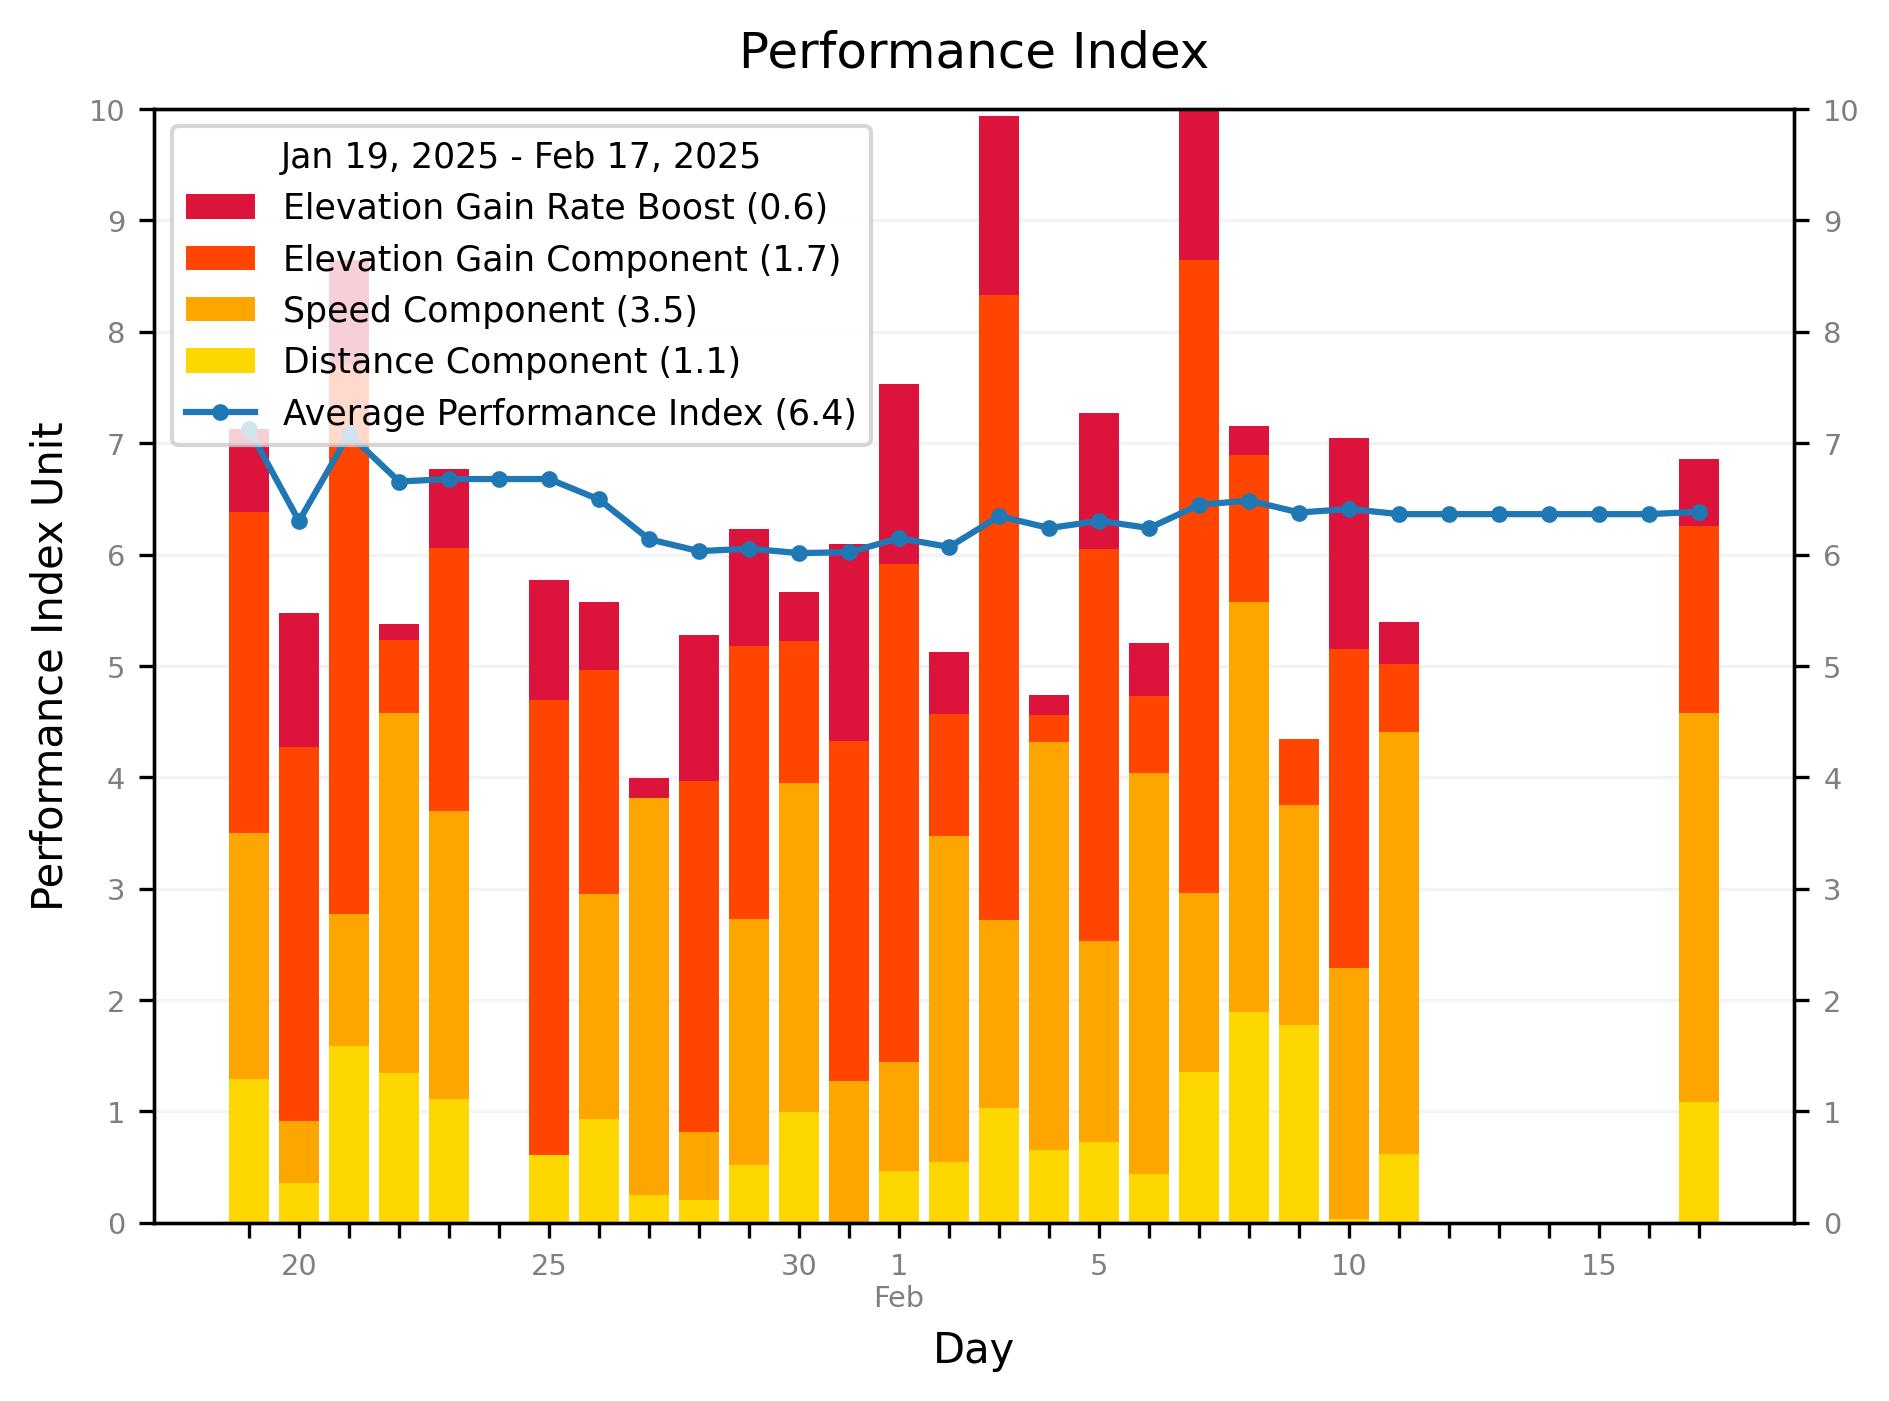 Performance Index
Jan 19, 2025 - Feb 17, 2025
Elevation Gain Rate Boost (0.6)
Elevation Gain Component (1.7)
Speed Component (3.5)
Distance Component (1.1)
Average Performance Index (6.4)
Performance Index Unit
10
9
8
7
6
5
4
3
2
1
0
10
9
8
7
6
5
4
3
2
1
0
20 25 30 1 5 10 15
Feb
Day